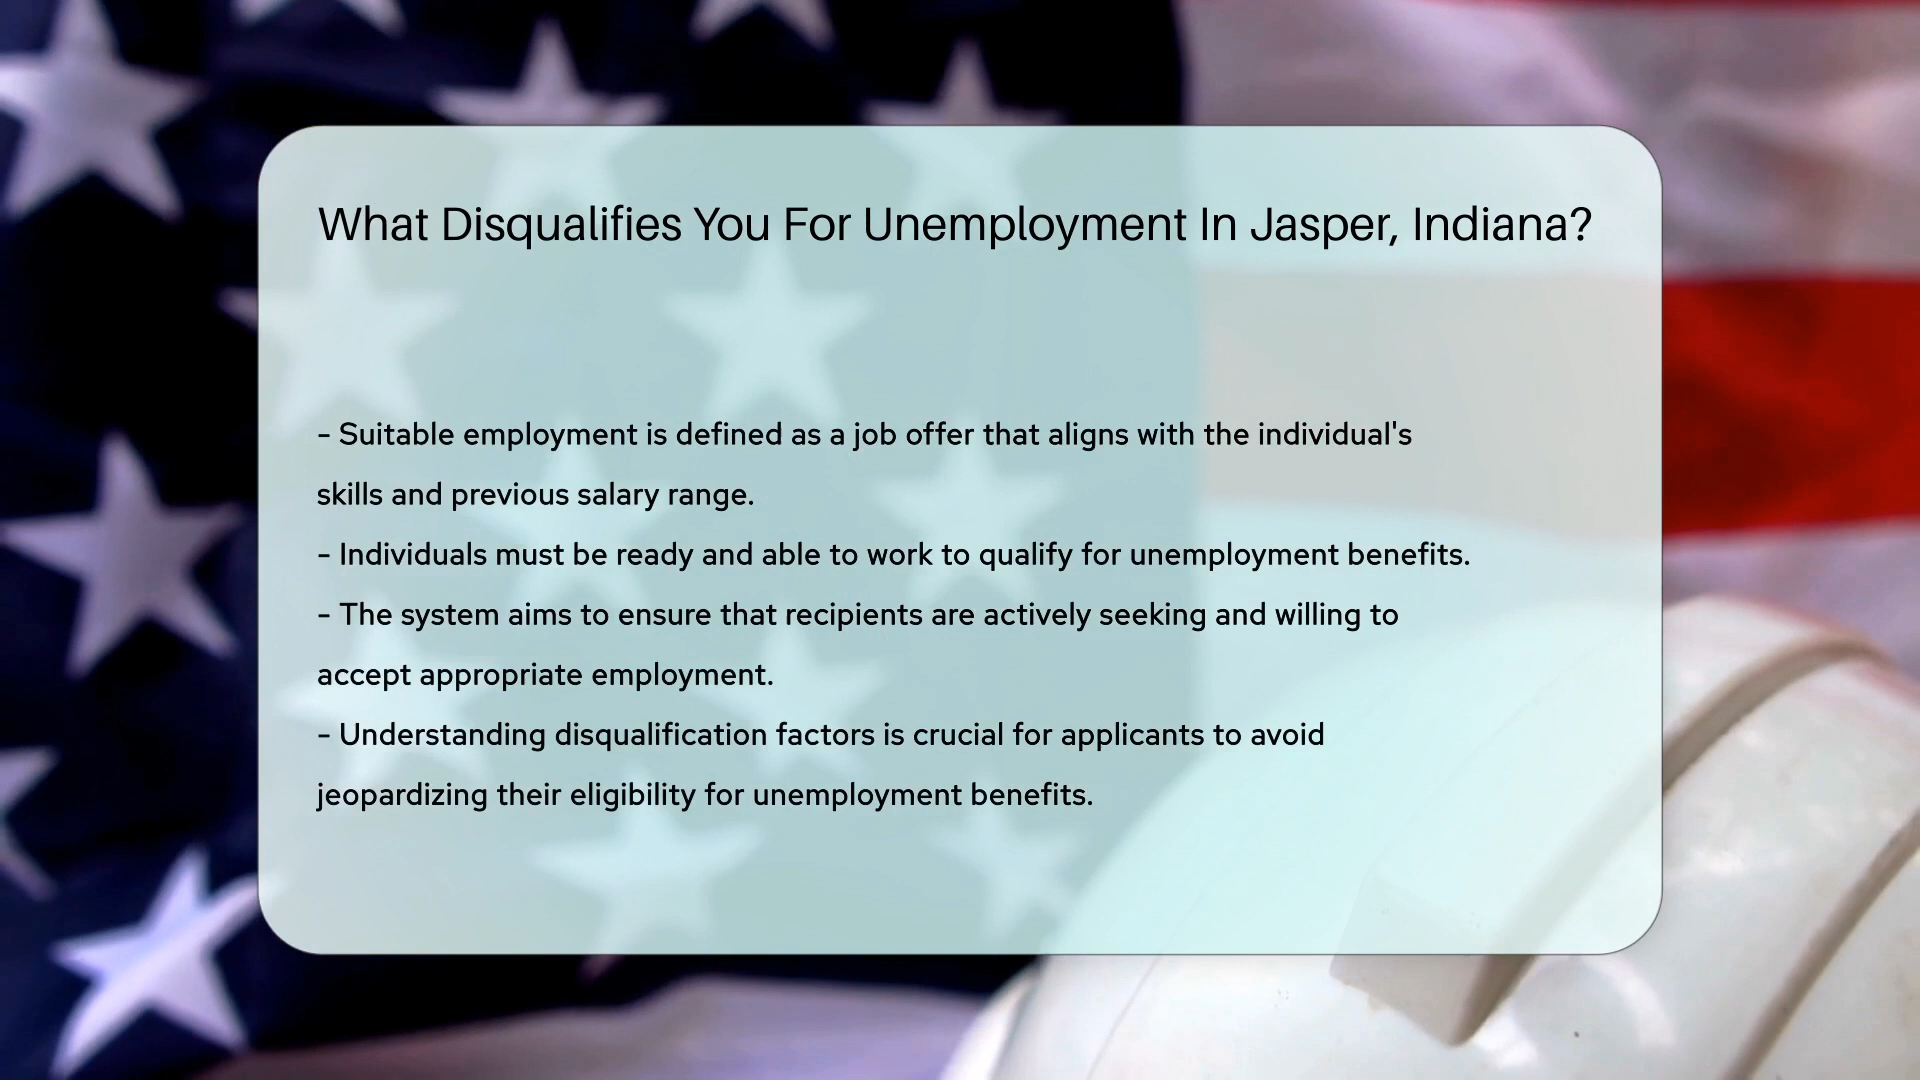 What Disqualifies You For Unemployment In Jasper, Indiana?
- Suitable employment is defined as a job offer that aligns with the individual's
skills and previous salary range.
- Individuals must be ready and able to work to qualify for unemployment benefits.
- The system aims to ensure that recipients are actively seeking and willing to
accept appropriate employment.
- Understanding disqualification factors is crucial for applicants to avoid
jeopardizing their eligibility for unemployment benefits.